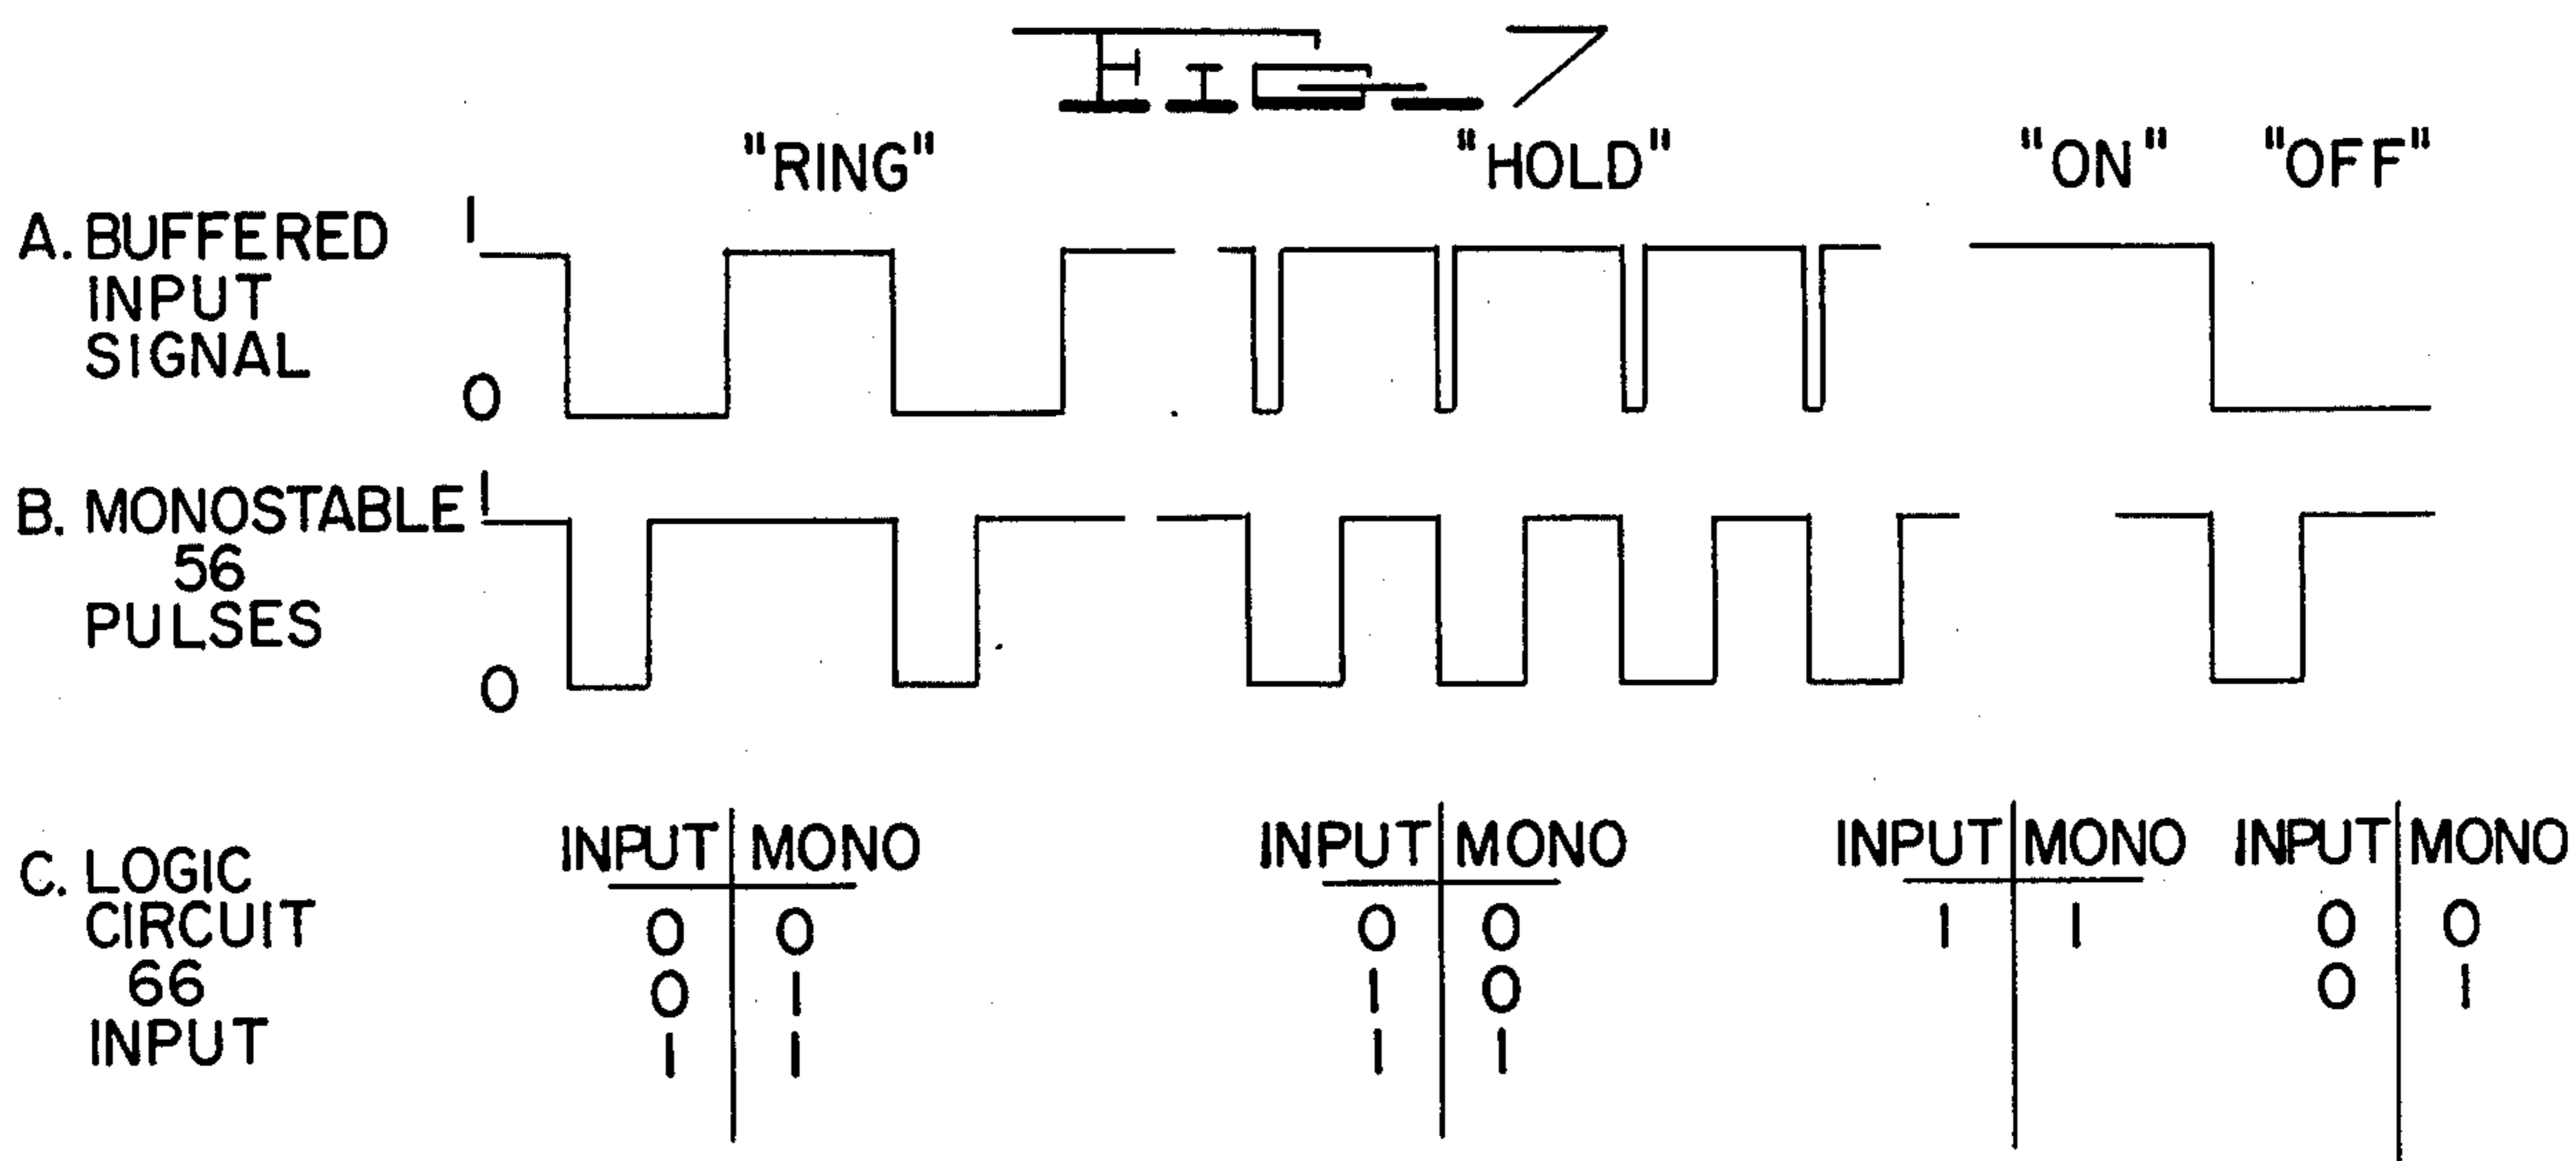 Fig. 7
"RING" "HOLD" "ON" "OFF"
A. BUFFERED INPUT SIGNAL
1
0
B. MONOSTABLE 56 PULSES
1
0
C. LOGIC CIRCUIT 66 INPUT
INPUT MONO
0 0
0 1
1 1
INPUT MONO
0 0
1 0
1 1
INPUT MONO
1 1
INPUT MONO
0 0
0 1